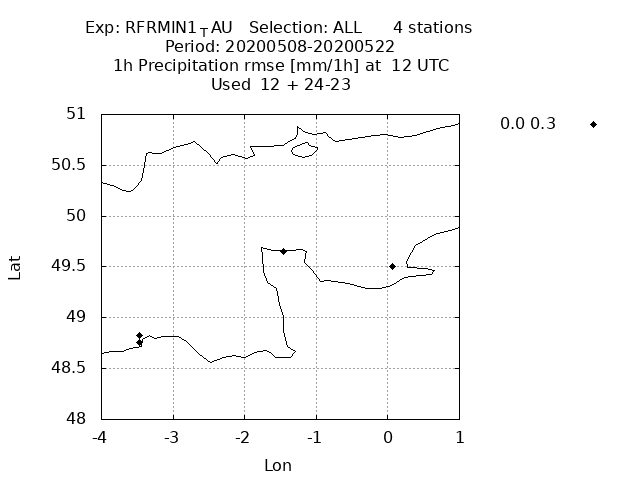 Exp: RFRMIN1TAU Selection: ALL 4 stations
Period: 20200508-20200522
1h Precipitation rmse [mm/1h] at 12 UTC
Used 12 + 24-23
0.0 0.3
51
50.5
50
49.5
49
48.5
48
Lat
-4 -3 -2 -1 0 1
Lon